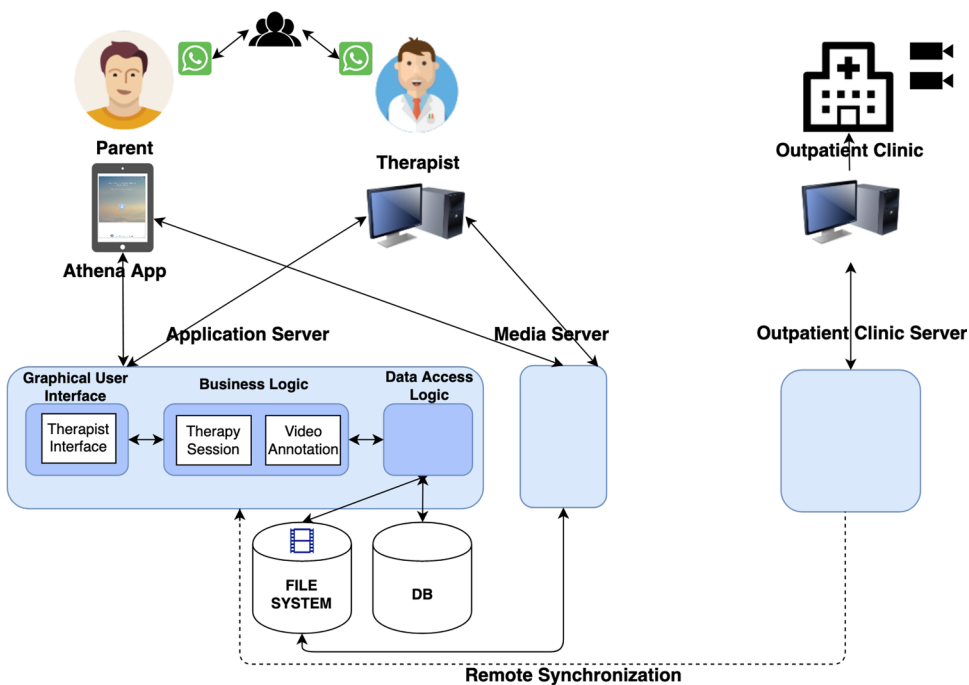 Parent
Therapist
Outpatient Clinic
Athena App
Application Server
Media Server
Outpatient Clinic Server
Graphical User
Interface
Business Logic
Data Access
Logic
Therapist
Interface
Therapy
Session
Video
Annotation
FILE
SYSTEM
DB
Remote Synchronization